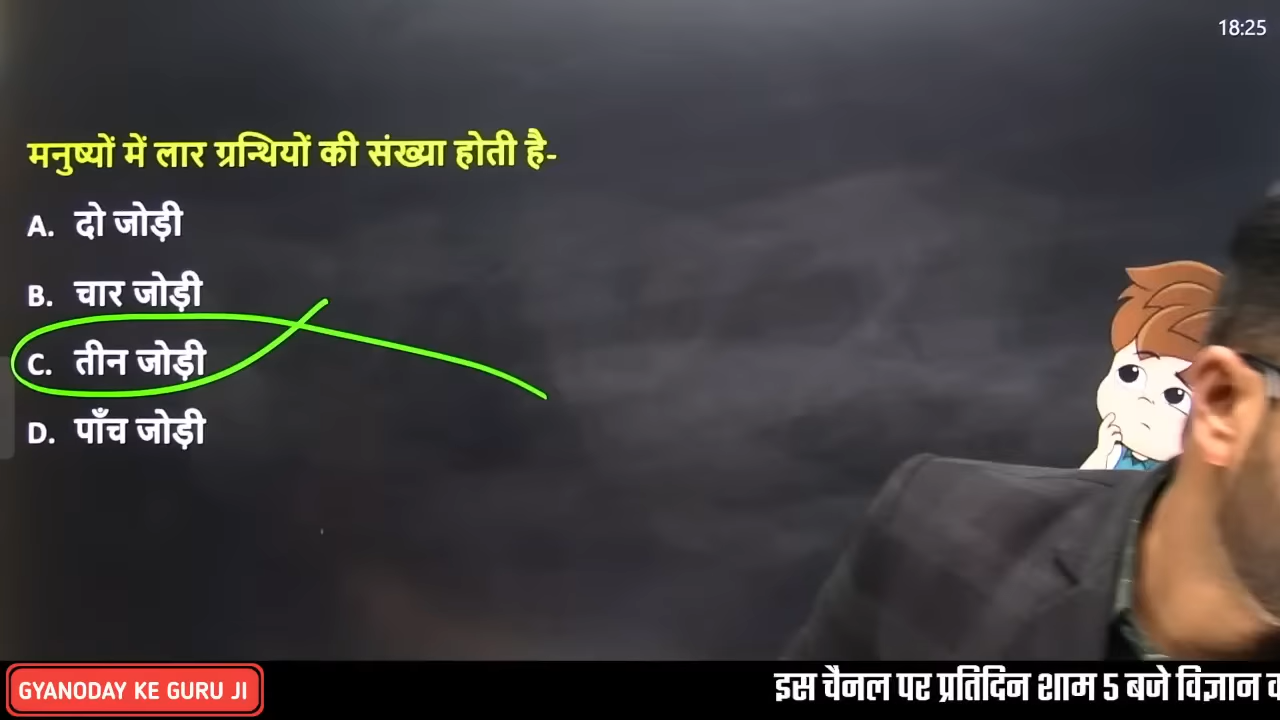 18:25
मनुष्यों में लार ग्रन्थियों की संख्या होती है-
A. दो जोड़ी
B. चार जोड़ी
C. तीन जोड़ी
D. पाँच जोड़ी
GYANODAY KE GURU JI
इस चैनल पर प्रतिदिन शाम 5 बजे विज्ञान